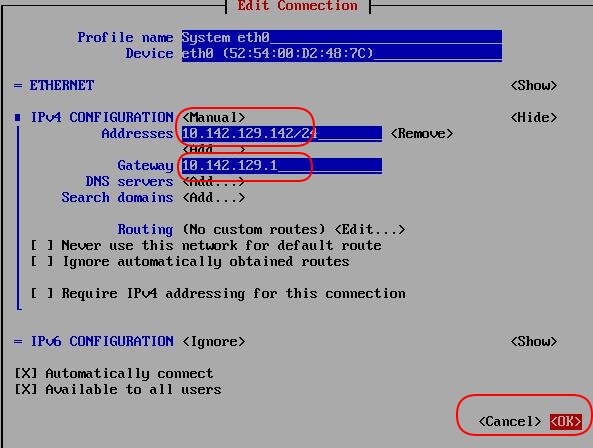 Edit Connection
Profile name System eth0
Device eth0 (52:54:00:D2:48:7C)
= ETHERNET <Show>
IPv4 CONFIGURATION <Manual> <Hide>
Addresses 10.142.129.142/24 <Remove>
<Add...>
Gateway 10.142.129.1
DNS servers <Add...>
Search domains <Add...>
Routing (No custom routes) <Edit...>
[ ] Never use this network for default route
[ ] Ignore automatically obtained routes
[ ] Require IPv4 addressing for this connection
= IPv6 CONFIGURATION <Ignore> <Show>
[X] Automatically connect
[X] Available to all users
<Cancel> <OK>